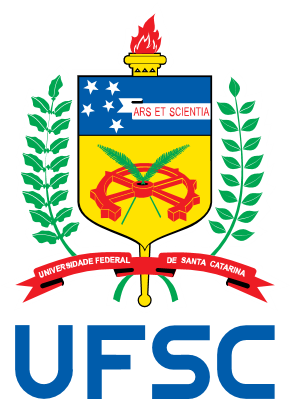 ARS ET SCIENTIA
UNIVERSIDADE FEDERAL DE SANTA CATARINA
UFSC